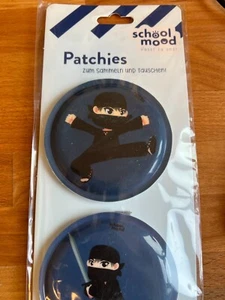 school
mood
Patchies
zum sammeln und tauschen!